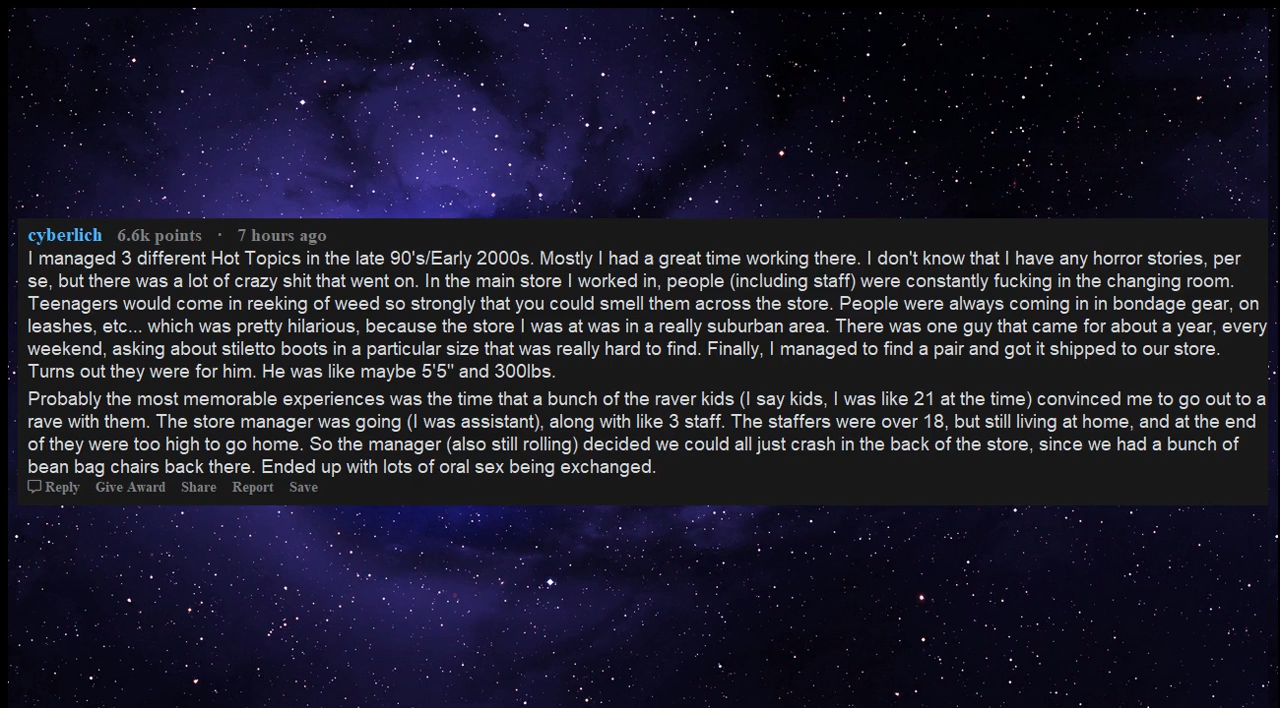 cyberlich 6.6k points · 7 hours ago
I managed 3 different Hot Topics in the late 90's/Early 2000s. Mostly I had a great time working there. I don't know that I have any horror stories, per
se, but there was a lot of crazy shit that went on. In the main store I worked in, people (including staff) were constantly fucking in the changing room.
Teenagers would come in reeking of weed so strongly that you could smell them across the store. People were always coming in in bondage gear, on
leashes, etc... which was pretty hilarious, because the store I was at was in a really suburban area. There was one guy that came for about a year, every
weekend, asking about stiletto boots in a particular size that was really hard to find. Finally, I managed to find a pair and got it shipped to our store.
Turns out they were for him. He was like maybe 5'5" and 300lbs.
Probably the most memorable experiences was the time that a bunch of the raver kids (I say kids, I was like 21 at the time) convinced me to go out to a
rave with them. The store manager was going (I was assistant), along with like 3 staff. The staffers were over 18, but still living at home, and at the end
of they were too high to go home. So the manager (also still rolling) decided we could all just crash in the back of the store, since we had a bunch of
bean bag chairs back there. Ended up with lots of oral sex being exchanged.
Reply Give Award Share Report Save